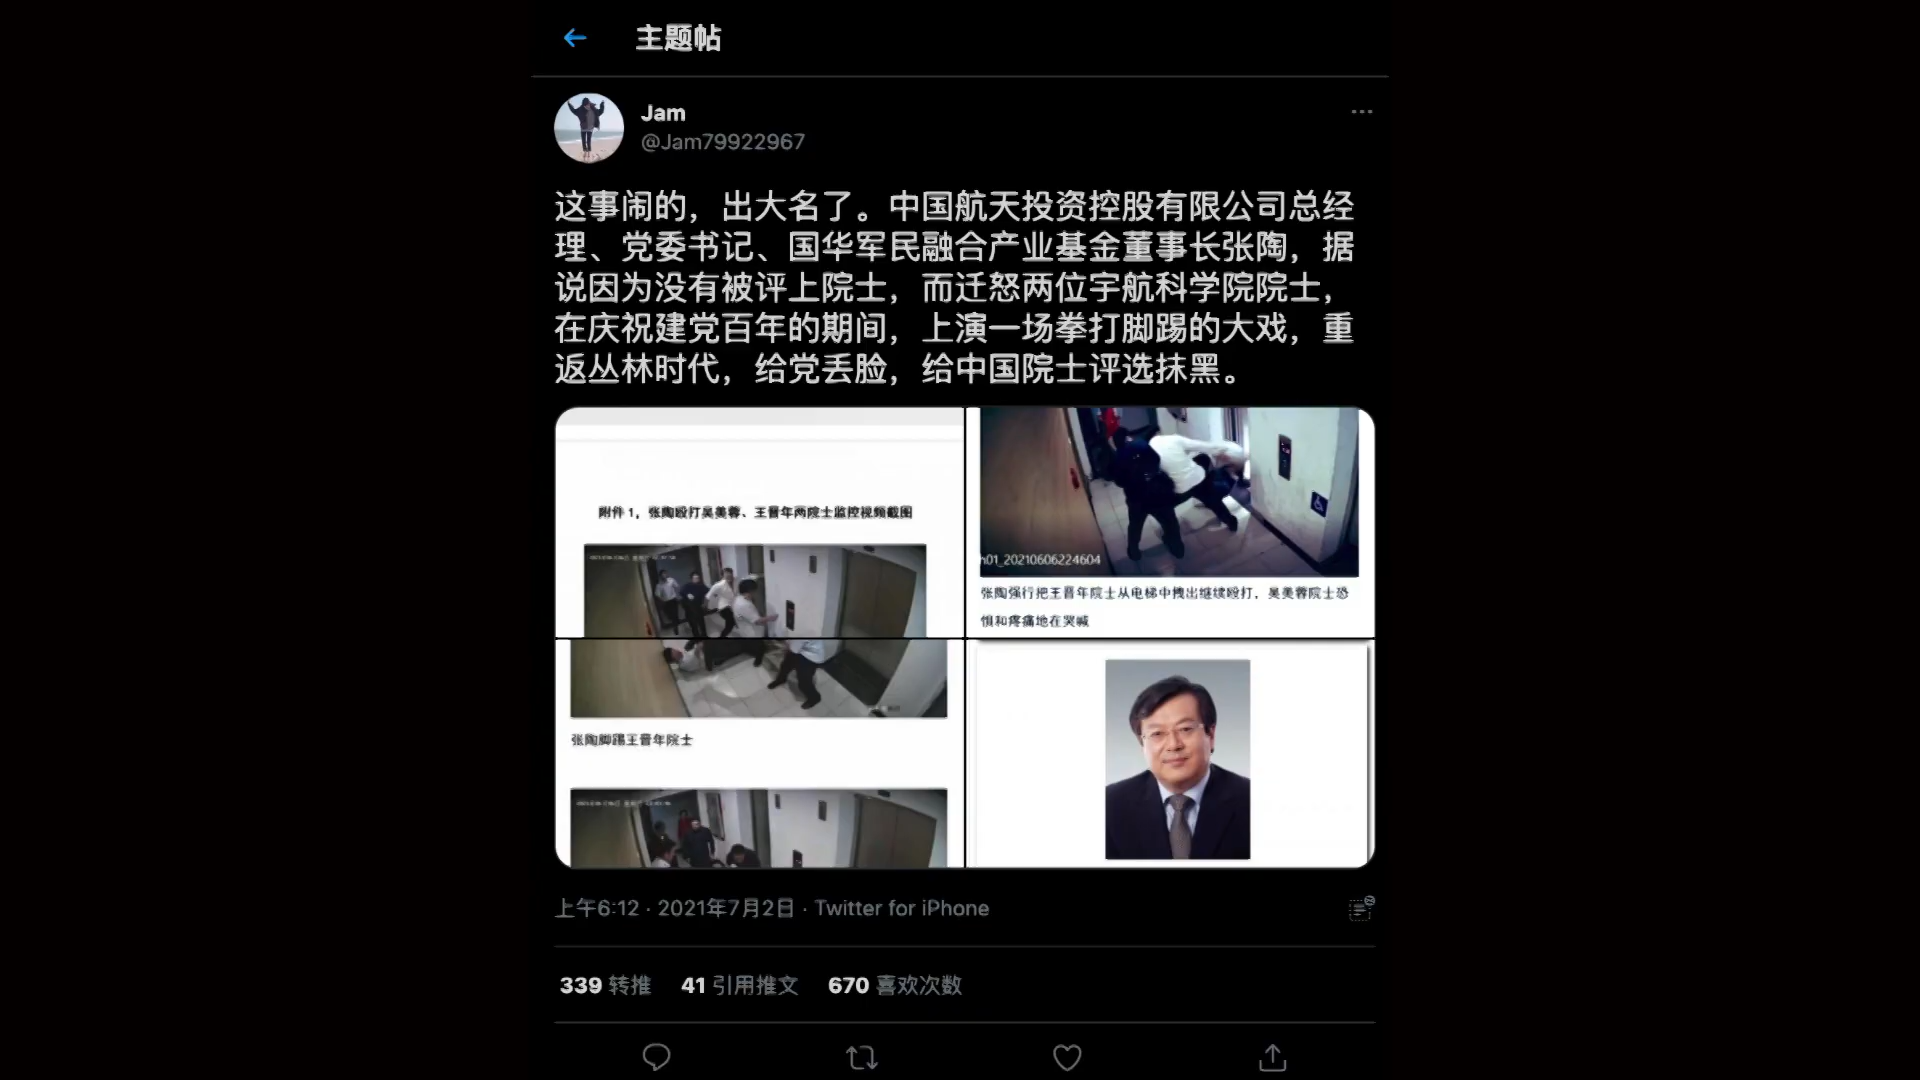 主题帖
Jam
@Jam79922967
这事闹的，出大名了。中国航天投资控股有限公司总经
理、党委书记、国华军民融合产业基金董事长张陶，据
说因为没有被评上院士，而迁怒两位宇航科学院院士，
在庆祝建党百年的期间，上演一场拳打脚踢的大戏，重
返丛林时代，给党丢脸，给中国院士评选抹黑。
附件 1，张陶殴打吴美蓉、王晋年两院士监控视频截图
h01_20210606224604
张陶强行把王晋年院士从电梯中拽出继续殴打，吴美蓉院士恐
惧和疼痛地在哭喊
张陶脚踢王晋年院士
上午6:12 · 2021年7月2日 · Twitter for iPhone
339 转推 41 引用推文 670 喜欢次数